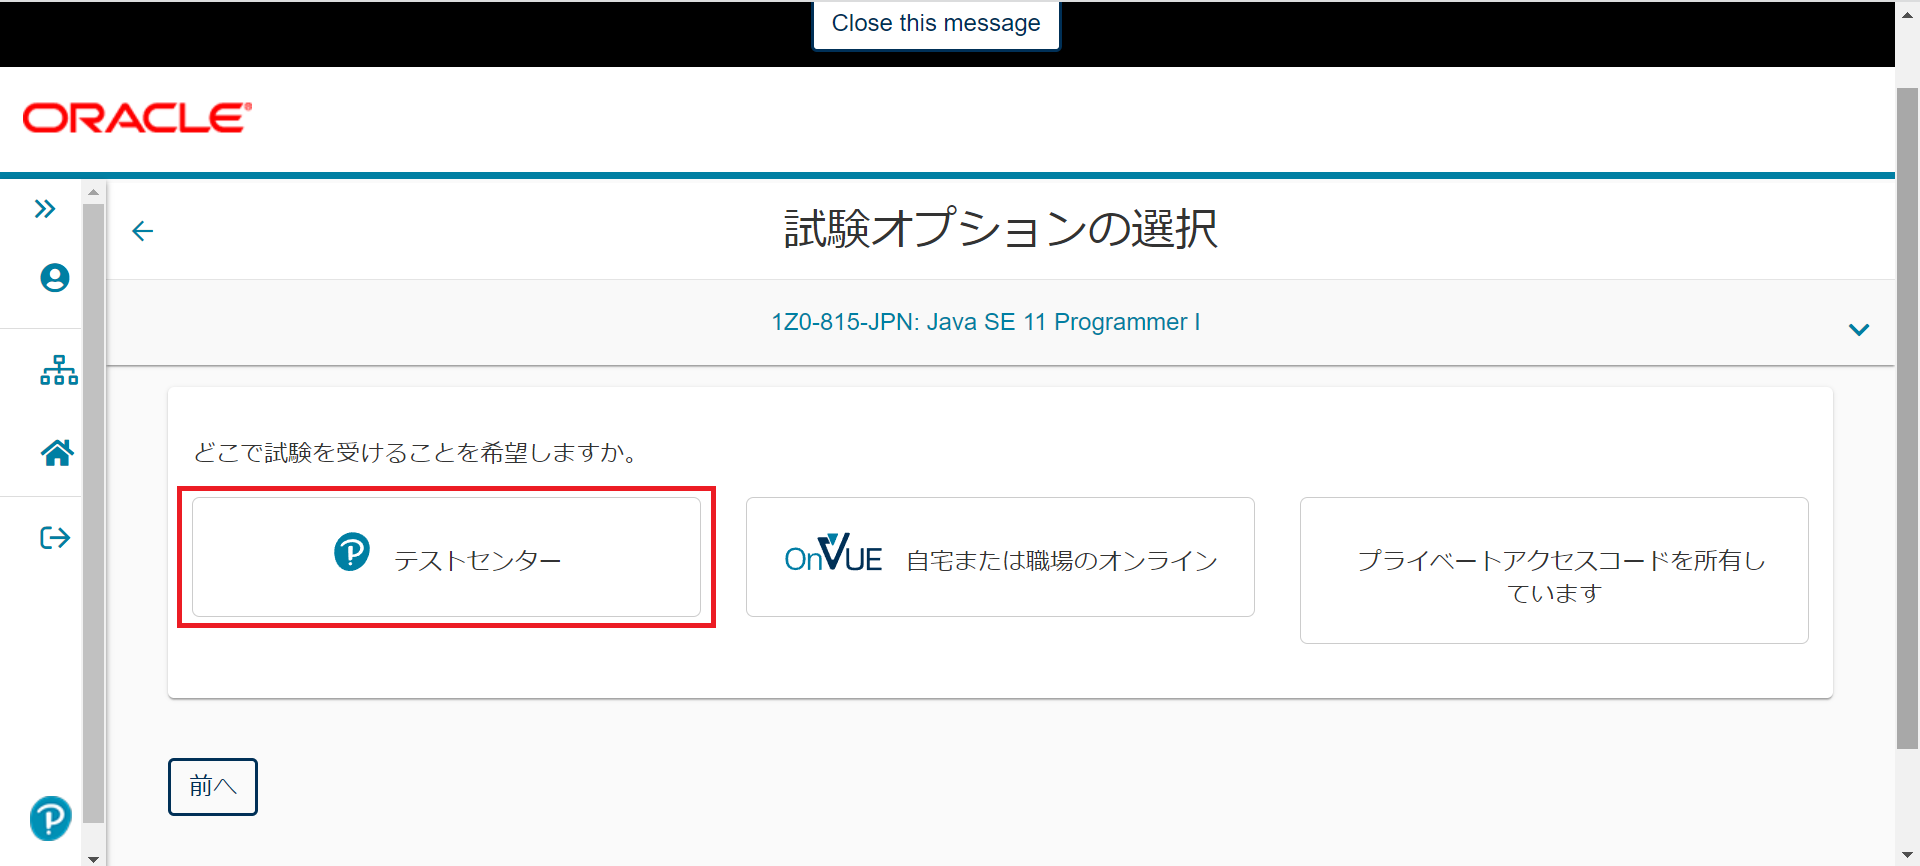 Close this message
ORACLE®
試験オプションの選択
1Z0-815-JPN: Java SE 11 Programmer I
どこで試験を受けることを希望しますか。
テストセンター
OnVUE 自宅または職場のオンライン
プライベートアクセスコードを所有し
ています
前へ